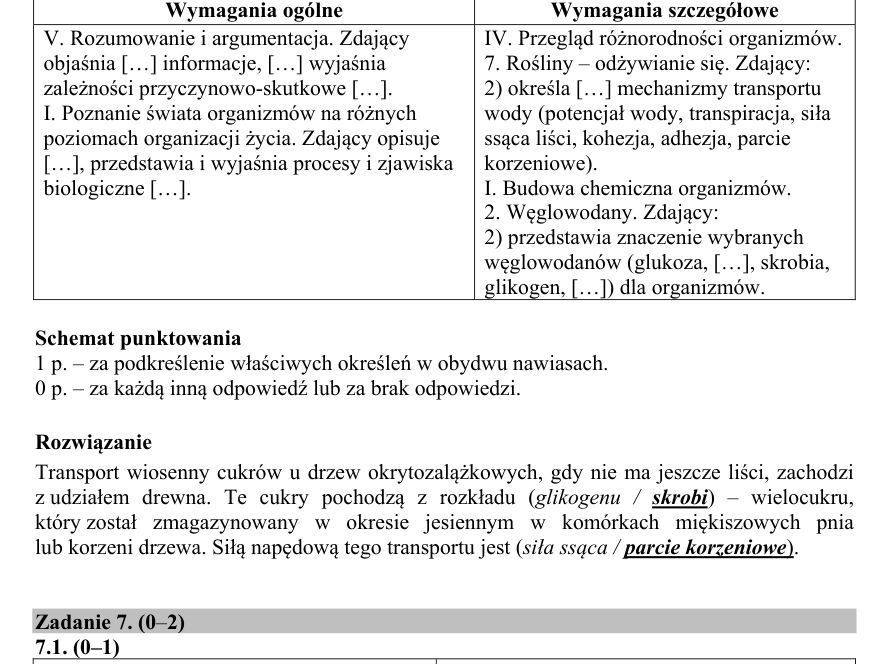 Wymagania ogólne
Wymagania szczegółowe
V. Rozumowanie i argumentacja. Zdający
objaśnia […] informacje, […] wyjaśnia
zależności przyczynowo-skutkowe […].
I. Poznanie świata organizmów na różnych
poziomach organizacji życia. Zdający opisuje
[…], przedstawia i wyjaśnia procesy i zjawiska
biologiczne […].
IV. Przegląd różnorodności organizmów.
7. Rośliny – odżywianie się. Zdający:
2) określa […] mechanizmy transportu
wody (potencjał wody, transpiracja, siła
ssąca liści, kohezja, adhezja, parcie
korzeniowe).
I. Budowa chemiczna organizmów.
2. Węglowodany. Zdający:
2) przedstawia znaczenie wybranych
węglowodanów (glukoza, […], skrobia,
glikogen, […]) dla organizmów.
Schemat punktowania
1 p. – za podkreślenie właściwych określeń w obydwu nawiasach.
0 p. – za każdą inną odpowiedź lub za brak odpowiedzi.
Rozwiązanie
Transport wiosenny cukrów u drzew okrytozalążkowych, gdy nie ma jeszcze liści, zachodzi
z udziałem drewna. Te cukry pochodzą z rozkładu (glikogenu / skrobi) – wielocukru,
który został zmagazynowany w okresie jesiennym w komórkach miękiszowych pnia
lub korzeni drzewa. Siłą napędową tego transportu jest (siła ssąca / parcie korzeniowe).
Zadanie 7. (0–2)
7.1. (0–1)